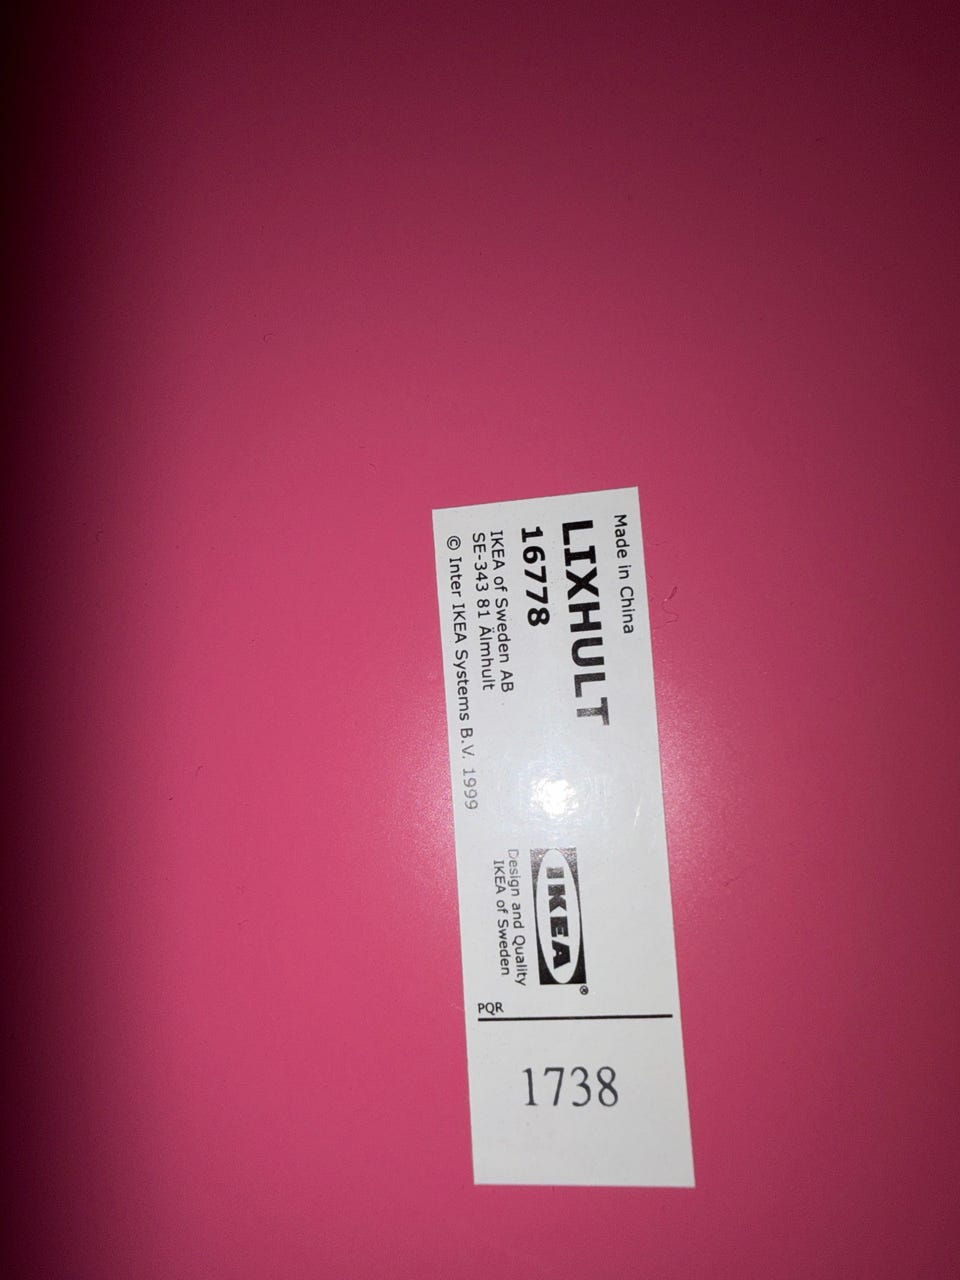 Made in China
LIXHULT
16778
IKEA of Sweden AB
SE-343 81 Älmhult
© Inter IKEA Systems B.V. 1999
IKEA®
Design and Quality
IKEA of Sweden
PQR
1738